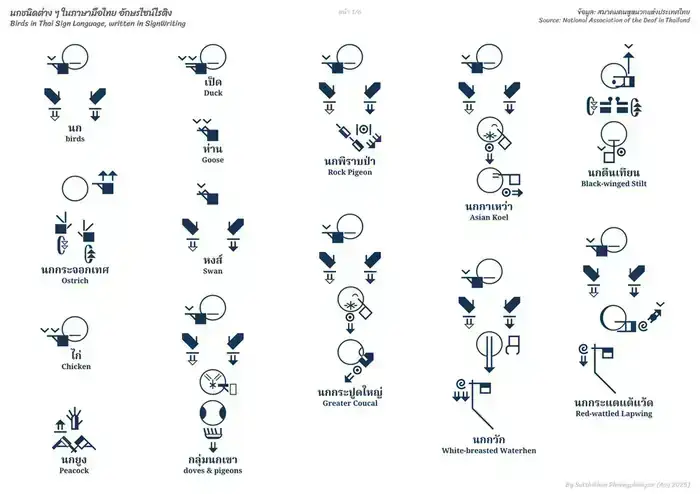 นกชนิดต่าง ๆ ในภาษามือไทย อักษรไซน์ไรติง
Birds in Thai Sign Language, written in SignWriting
หน้า 1/6
ข้อมูล: สมาคมคนหูหนวกแห่งประเทศไทย
Source: National Association of the Deaf in Thailand
นก
birds
เป็ด
Duck
ห่าน
Goose
นกพิราบป่า
Rock Pigeon
นกกาเหว่า
Asian Koel
นกตีนเทียน
Black-winged Stilt
นกกระจอกเทศ
Ostrich
หงส์
Swan
ไก่
Chicken
นกกระปูดใหญ่
Greater Coucal
นกกระแตแต้แว้ด
Red-wattled Lapwing
นกยูง
Peacock
กลุ่มนกเขา
doves & pigeons
นกกวัก
White-breasted Waterhen